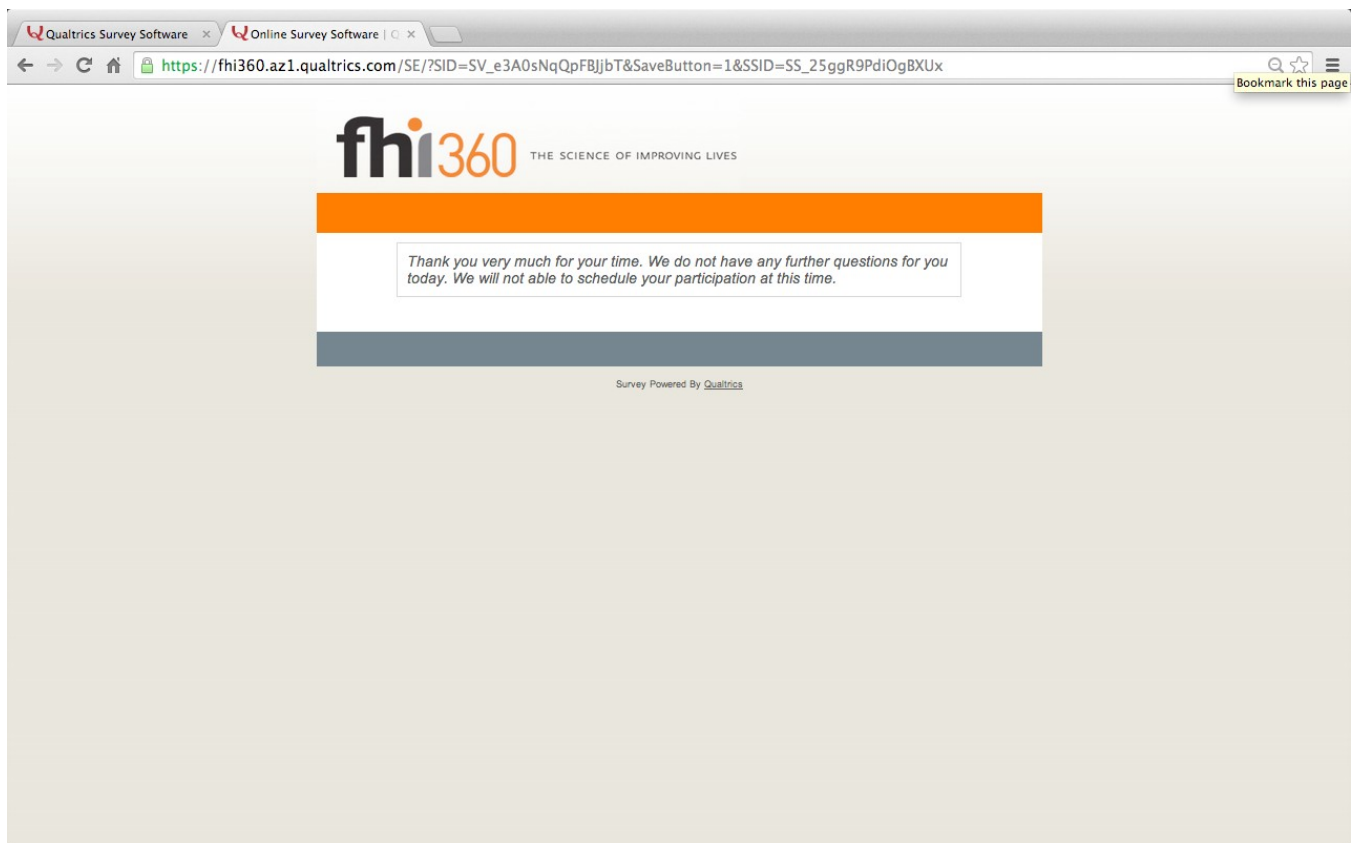 Qualtrics Survey Software
Online Survey Software | Q
https://fhi360.az1.qualtrics.com/SE/?SID=SV_e3A0sNqQpFBJjbT&SaveButton=1&SSID=SS_25ggR9PdiOgBXUx
Bookmark this page
fhi360 THE SCIENCE OF IMPROVING LIVES
Thank you very much for your time. We do not have any further questions for you
today. We will not able to schedule your participation at this time.
Survey Powered By Qualtrics